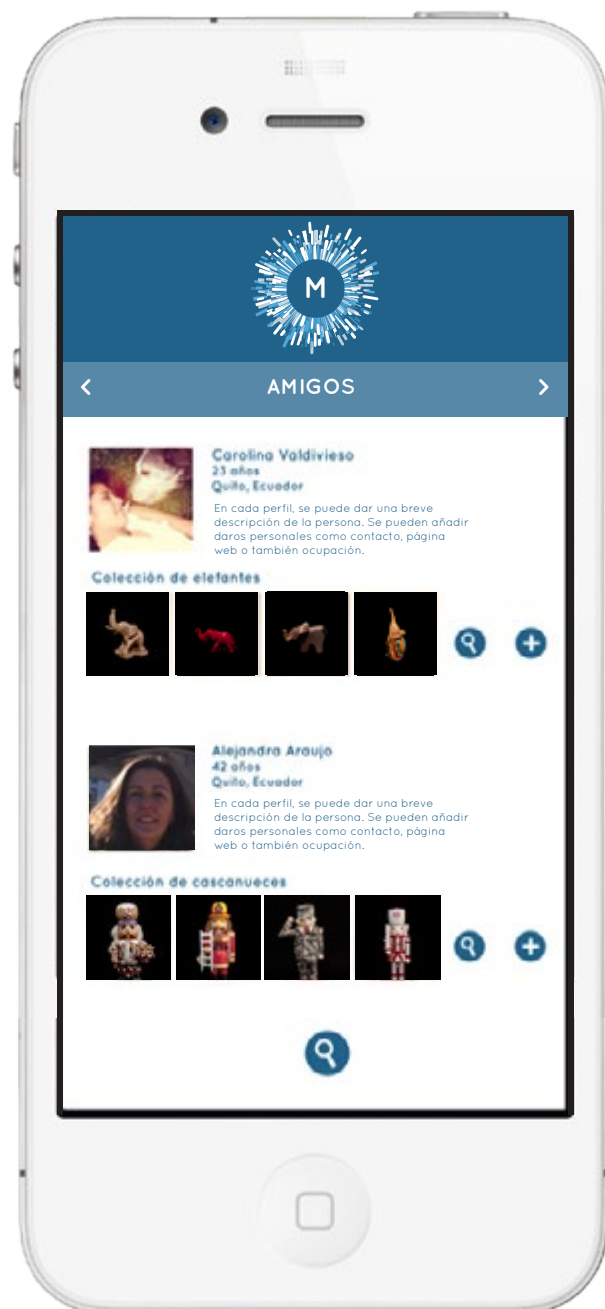 M
AMIGOS
Carolina Valdivieso
23 años
Quito, Ecuador
En cada perfil, se puede dar una breve
descripción de la persona. Se pueden añadir
daros personales como contacto, página
web o también ocupación.
Colección de elefantes
Alejandra Araujo
42 años
Quito, Ecuador
En cada perfil, se puede dar una breve
descripción de la persona. Se pueden añadir
daros personales como contacto, página
web o también ocupación.
Colección de cascanueces